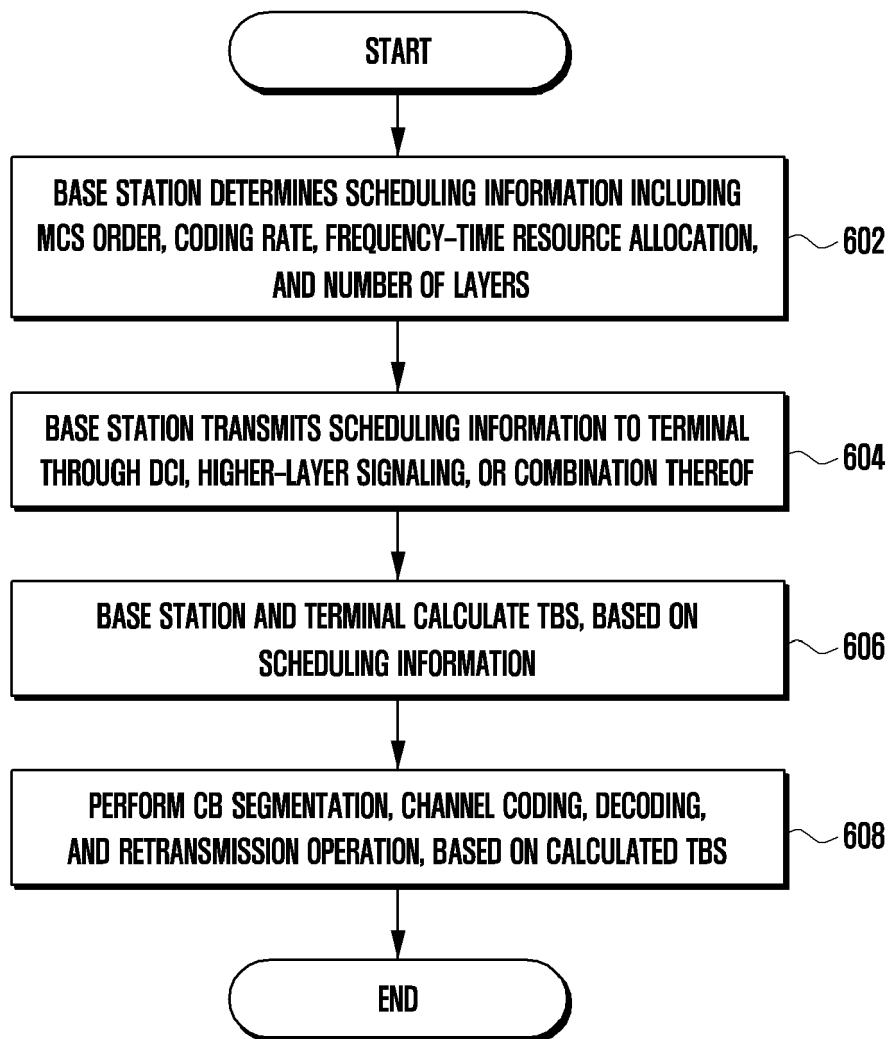 START
BASE STATION DETERMINES SCHEDULING INFORMATION INCLUDING
MCS ORDER, CODING RATE, FREQUENCY-TIME RESOURCE ALLOCATION,
AND NUMBER OF LAYERS
602
BASE STATION TRANSMITS SCHEDULING INFORMATION TO TERMINAL
THROUGH DCI, HIGHER-LAYER SIGNALING, OR COMBINATION THEREOF
604
BASE STATION AND TERMINAL CALCULATE TBS, BASED ON
SCHEDULING INFORMATION
606
PERFORM CB SEGMENTATION, CHANNEL CODING, DECODING,
AND RETRANSMISSION OPERATION, BASED ON CALCULATED TBS
608
END